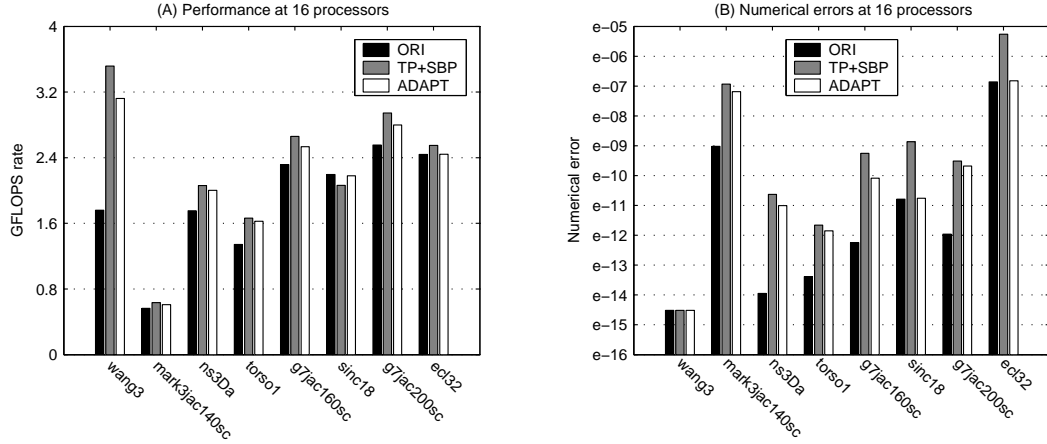 (A) Performance at 16 processors
4
3.2
2.4
1.6
0.8
0
GFLOPS rate
ORI
TP+SBP
ADAPT
wang3
mark3jac140sc
ns3Da
torso1
g7jac160sc
sinc18
g7jac200sc
ecl32
(B) Numerical errors at 16 processors
e−05
e−06
e−07
e−08
e−09
e−10
e−11
e−12
e−13
e−14
e−15
e−16
Numerical error
ORI
TP+SBP
ADAPT
wang3
mark3jac140sc
ns3Da
torso1
g7jac160sc
sinc18
g7jac200sc
ecl32